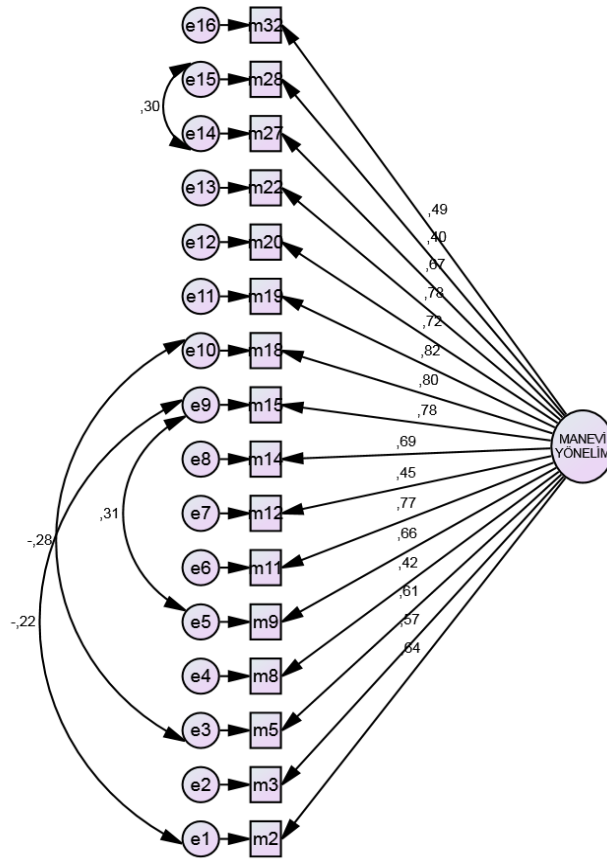 e16 m32
e15 m28
,30
e14 m27
e13 m22
,49
e12 m20
,40
,67
e11 m19
,78
,72
e10 m18
,82
,80
e9 m15
,78
MANEVİ
YÖNELİM
e8 m14
,69
,45
e7 m12
,31
,77
-,28
e6 m11
,66
,42
e5 m9
,61
-,22
,57
,64
e4 m8
e3 m5
e2 m3
e1 m2